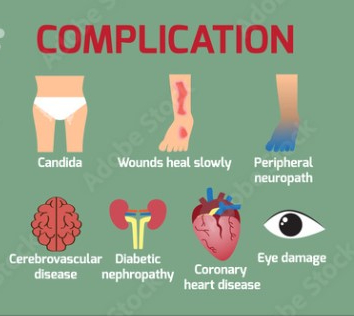 COMPLICATION
Candida
Wounds heal slowly
Peripheral
neuropath
Cerebrovascular
disease
Diabetic
nephropathy
Coronary
heart disease
Eye damage
Adobe Stock